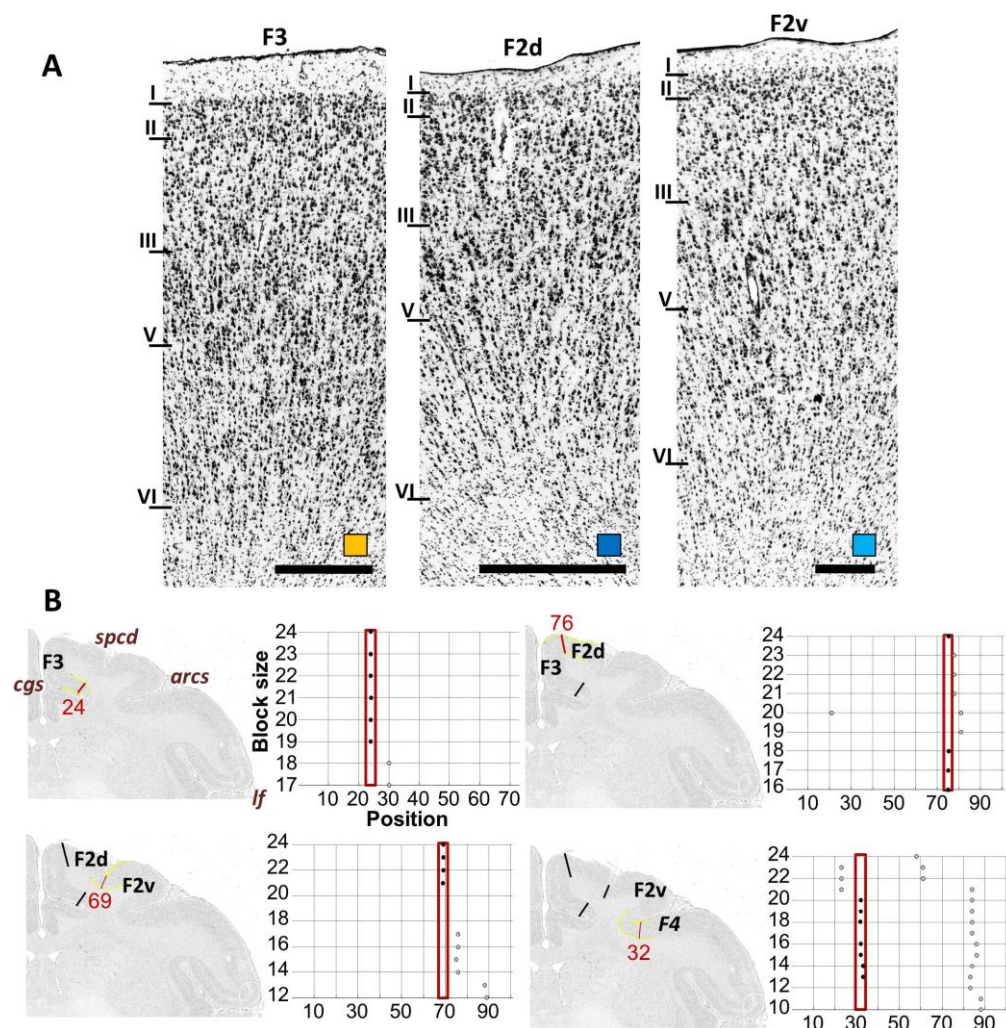 A
F3
F2d
F2v
I
II
III
V
VI
I
II
III
V
VI
I
II
III
V
VI
B
spcd
F3
cgs
arcs
24
lf
Block size
24
23
22
21
20
19
18
17
10 20 30 40 50 60 70
Position
76
F2d
F3
24
23
22
21
20
19
18
17
16
10 30 50 70 90
F2d
F2v
69
24
22
20
18
16
14
12
10 30 50 70 90
F2v
F4
32
24
22
20
18
16
14
12
10
10 30 50 70 90